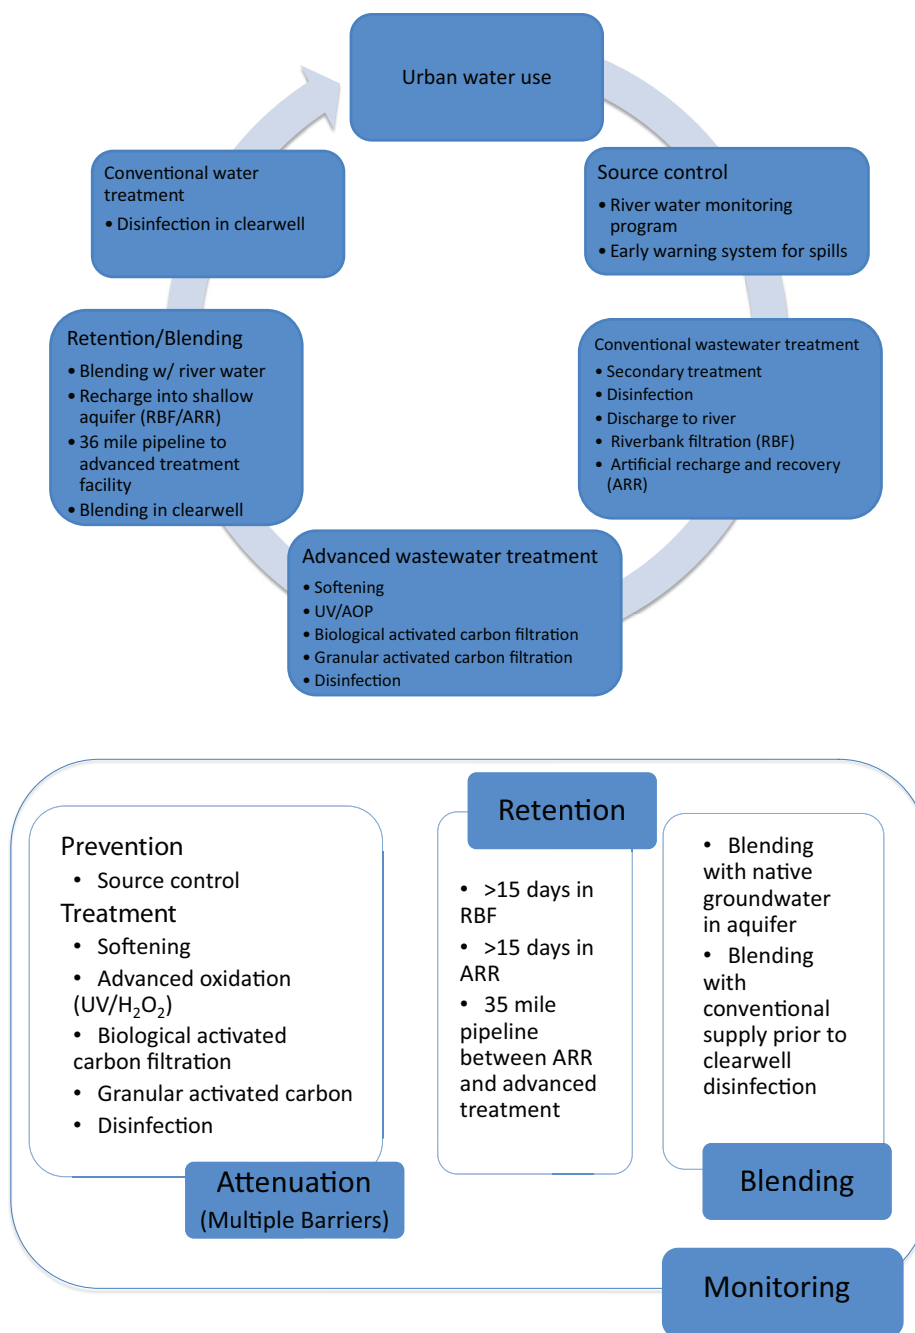 Urban water use
Source control
• River water monitoring
program
• Early warning system for spills
Conventional wastewater treatment
• Secondary treatment
• Disinfection
• Discharge to river
• Riverbank filtration (RBF)
• Artificial recharge and recovery
(ARR)
Advanced wastewater treatment
• Softening
• UV/AOP
• Biological activated carbon filtration
• Granular activated carbon filtration
• Disinfection
Retention/Blending
• Blending w/ river water
• Recharge into shallow
aquifer (RBF/ARR)
• 36 mile pipeline to
advanced treatment
facility
• Blending in clearwell
Conventional water
treatment
• Disinfection in clearwell
Prevention
• Source control
Treatment
• Softening
• Advanced oxidation
(UV/H₂O₂)
• Biological activated
carbon filtration
• Granular activated carbon
• Disinfection
Attenuation
(Multiple Barriers)
Retention
• >15 days in
RBF
• >15 days in
ARR
• 35 mile
pipeline
between ARR
and advanced
treatment
• Blending
with native
groundwater
in aquifer
• Blending
with
conventional
supply prior to
clearwell
disinfection
Blending
Monitoring